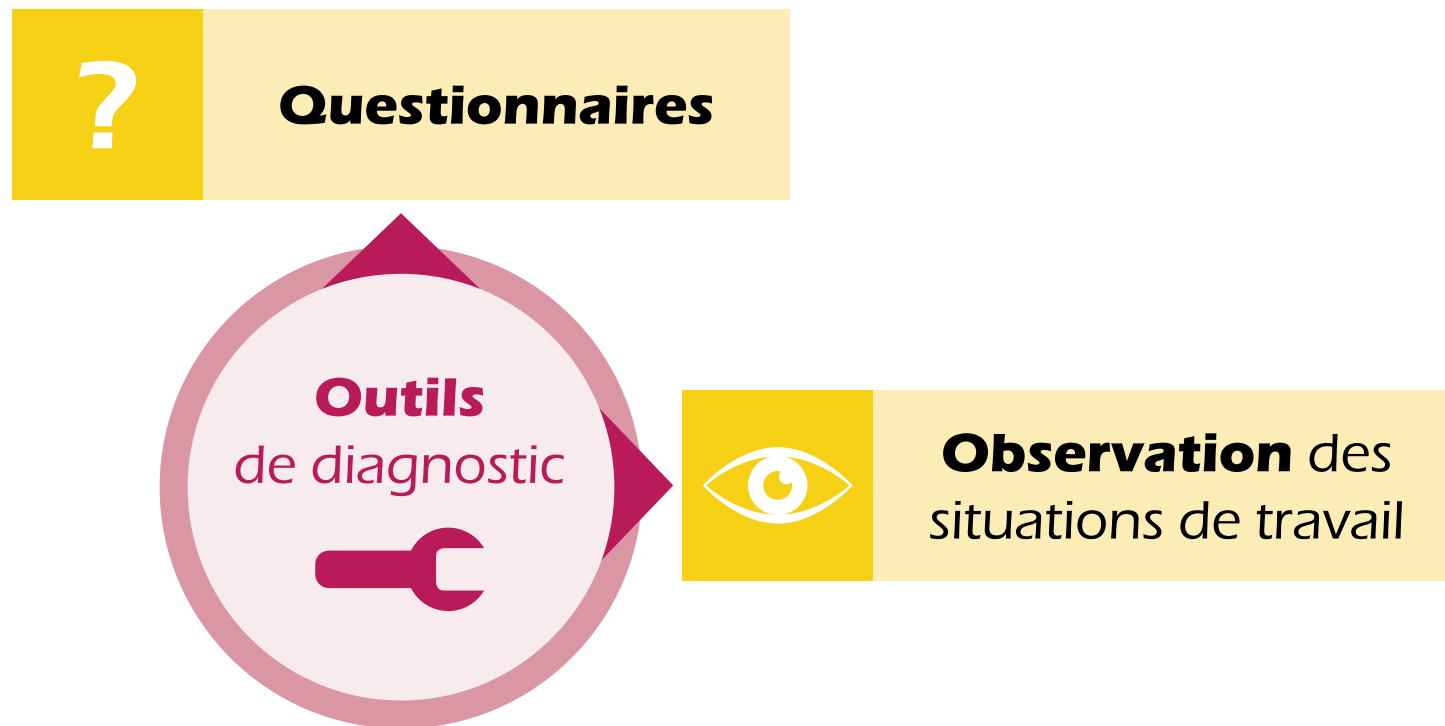 ?
Questionnaires
Outils
de diagnostic
Observation des
situations de travail